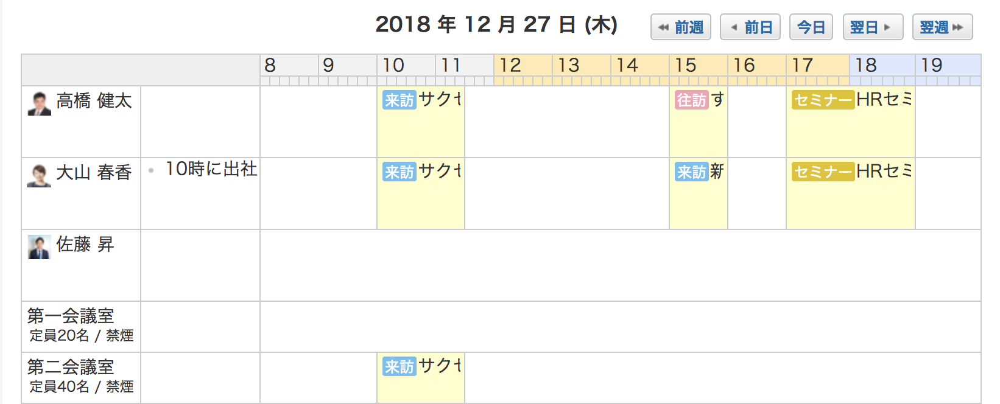 2018 年 12 月 27 日 (木)
前週 前日 今日 翌日 翌週
8 9 10 11 12 13 14 15 16 17 18 19
高橋 健太 来訪 サクセ 往訪 す セミナー HRセミ
大山 春香 10時に出社 来訪 サクセ 来訪 新 セミナー HRセミ
佐藤 昇
第一会議室
定員20名 / 禁煙
第二会議室 来訪 サクセ
定員40名 / 禁煙